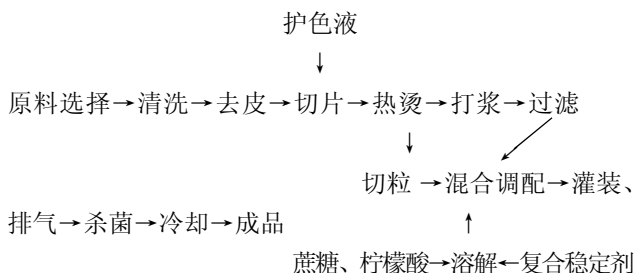 护色液
↓
原料选择→清洗→去皮→切片→热烫→打浆→过滤
↓ ↙
切粒→混合调配→灌装、
排气→杀菌→冷却→成品 ↑
蔗糖、柠檬酸→溶解←复合稳定剂